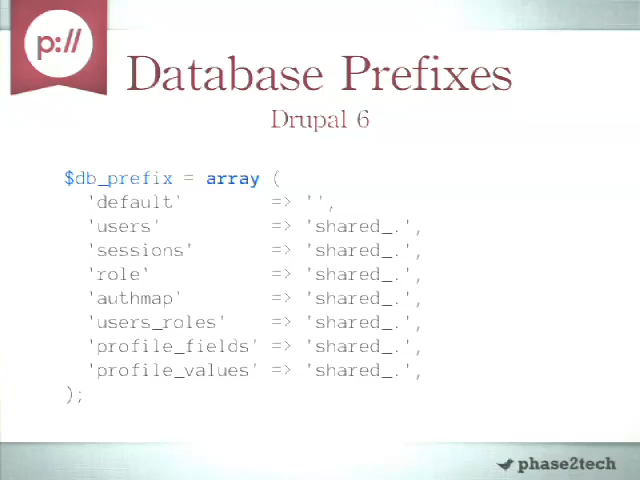 p://
Database Prefixes
Drupal 6
$db_prefix = array (
'default' => '',
'users' => 'shared_.',
'sessions' => 'shared_.',
'role' => 'shared_.',
'authmap' => 'shared_.',
'users_roles' => 'shared_.',
'profile_fields' => 'shared_.',
'profile_values' => 'shared_.',
);
phase2tech